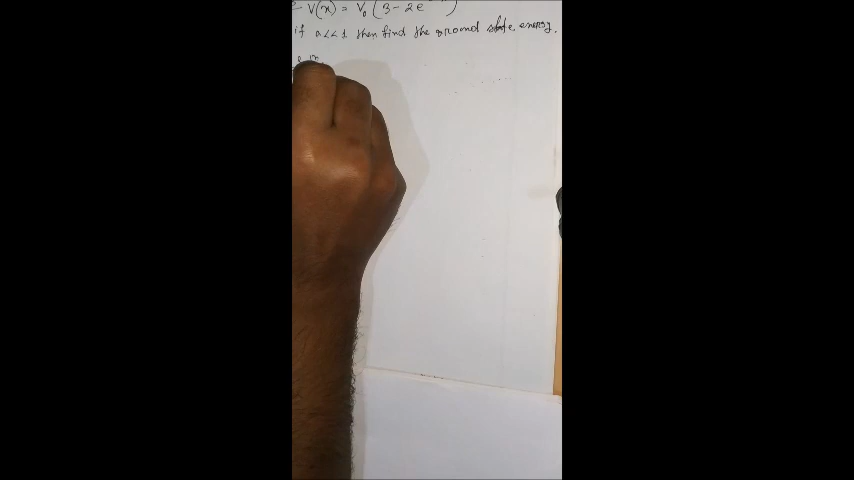 V(x) = V₀ (3 - 2e
if a << 1 then find the ground state energy.